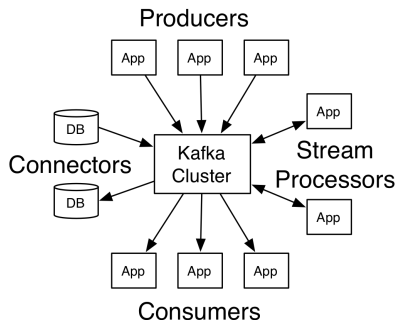 Producers
App
App
App
DB
App
Connectors
Kafka
Cluster
Stream
Processors
DB
App
App
App
App
Consumers